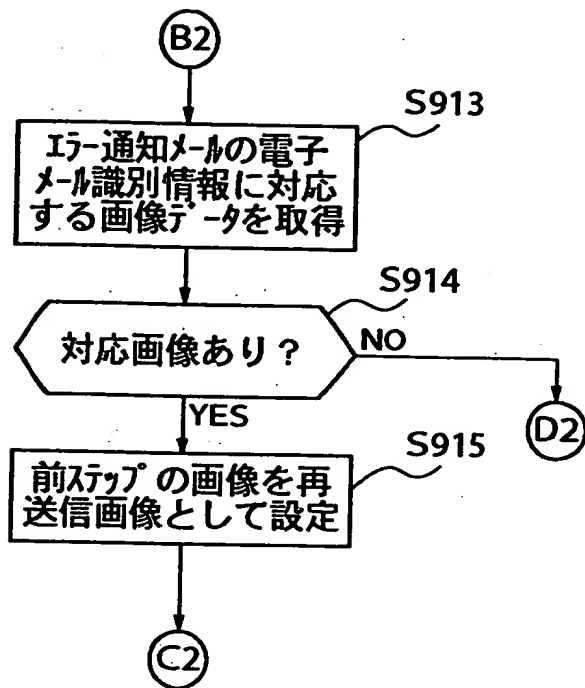 B2
S913
エラー通知メールの電子
メール識別情報に対応
する画像データを取得
S914
対応画像あり？
NO
YES
D2
S915
前ステップの画像を再
送信画像として設定
C2